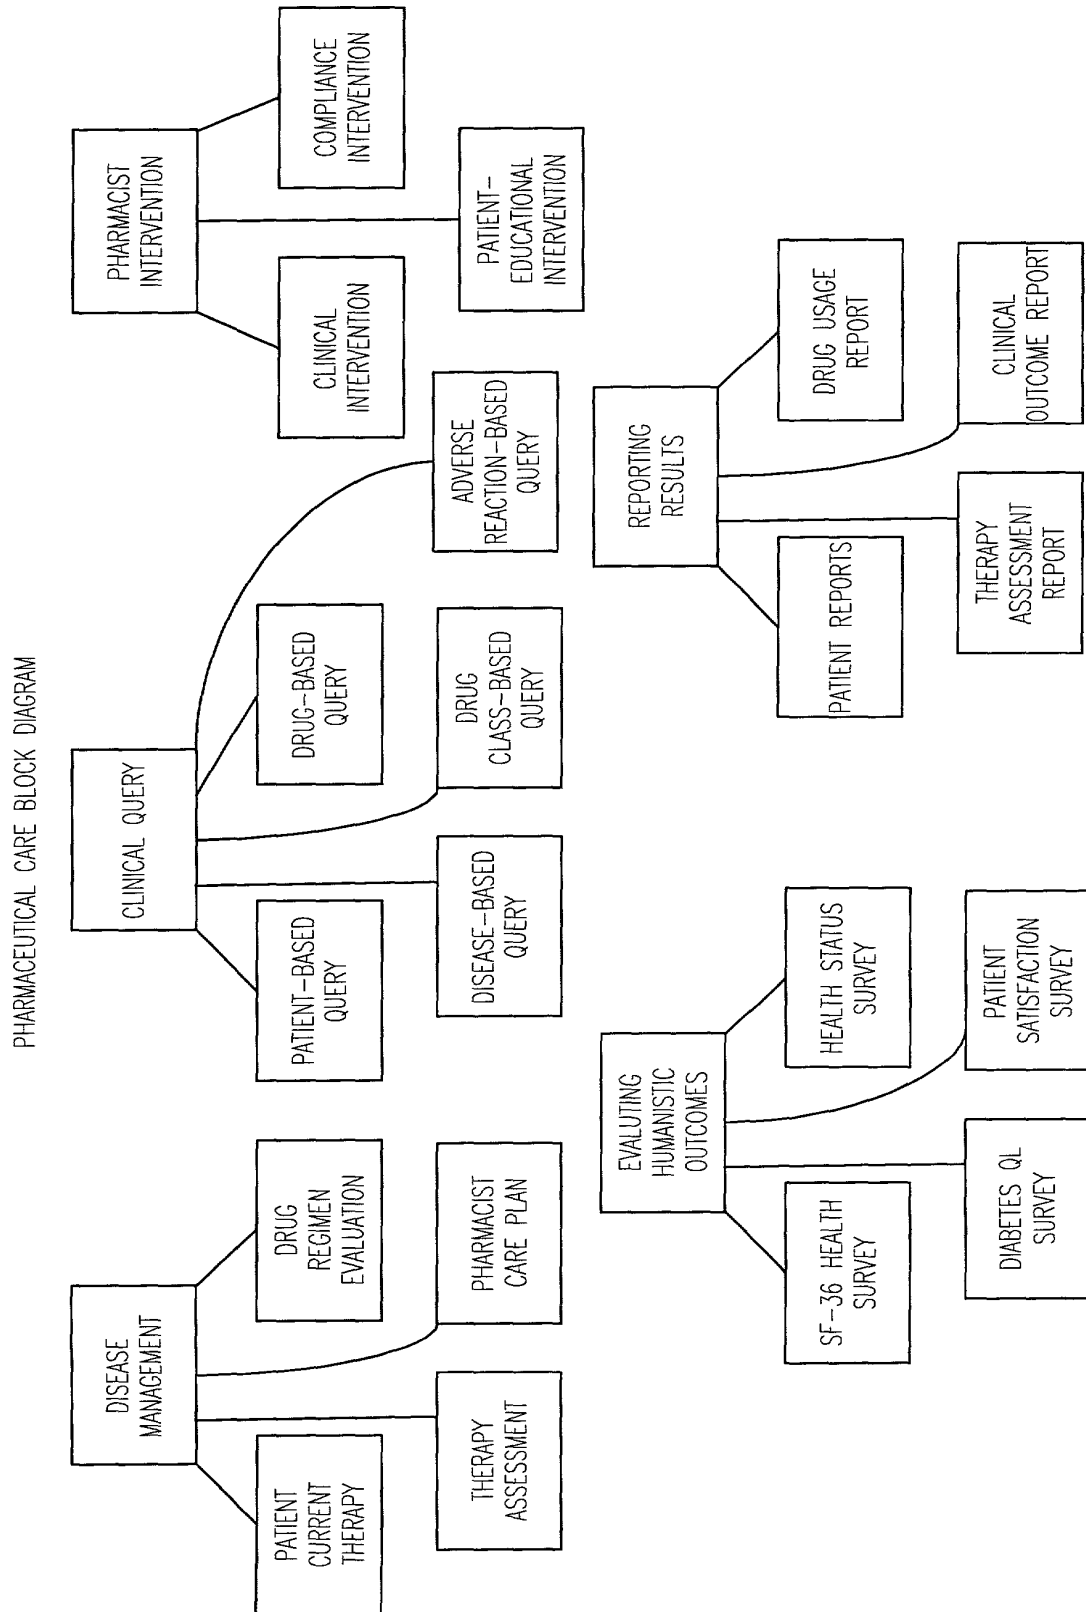 PHARMACEUTICAL CARE BLOCK DIAGRAM
DISEASE
MANAGEMENT
PATIENT
CURRENT
THERAPY
DRUG
REGIMEN
EVALUATION
THERAPY
ASSESSMENT
PHARMACIST
CARE PLAN
CLINICAL QUERY
PATIENT-BASED
QUERY
DRUG-BASED
QUERY
DISEASE-BASED
QUERY
DRUG
CLASS-BASED
QUERY
ADVERSE
REACTION-BASED
QUERY
PHARMACIST
INTERVENTION
CLINICAL
INTERVENTION
COMPLIANCE
INTERVENTION
PATIENT-
EDUCATIONAL
INTERVENTION
EVALUTING
HUMANISTIC
OUTCOMES
SF-36 HEALTH
SURVEY
HEALTH STATUS
SURVEY
DIABETES QL
SURVEY
PATIENT
SATISFACTION
SURVEY
REPORTING
RESULTS
PATIENT REPORTS
DRUG USAGE
REPORT
THERAPY
ASSESSMENT
REPORT
CLINICAL
OUTCOME REPORT